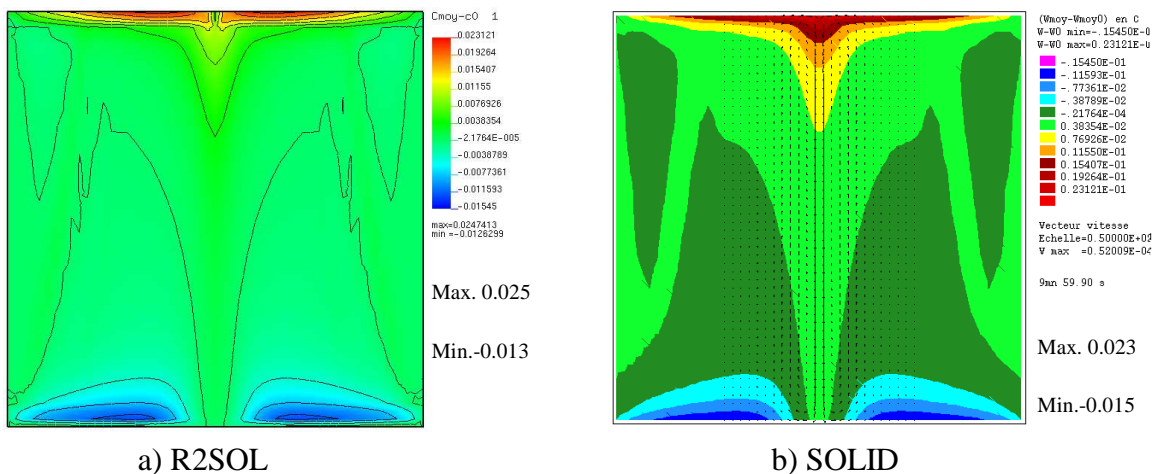 Cmoy-c0 1
0.023121
0.019264
0.015407
0.01155
0.0076926
0.0038354
-2.1764E-005
-0.0038789
-0.0077361
-0.011593
-0.01545
max=0.0247413
min =-0.0126299
Max. 0.025
Min.-0.013
a) R2SOL
(Wmoy-Wmoy0) en C
W-W0 min=-.15450E-0
W-W0 max=0.23121E-0
-.15450E-01
-.11593E-01
-.77361E-02
-.38789E-02
-.21764E-04
0.38354E-02
0.76926E-02
0.11550E-01
0.15407E-01
0.19264E-01
0.23121E-01
Vecteur vitesse
Echelle=0.50000E+02
V max =0.52009E-04
9mn 59.90 s
Max. 0.023
Min.-0.015
b) SOLID